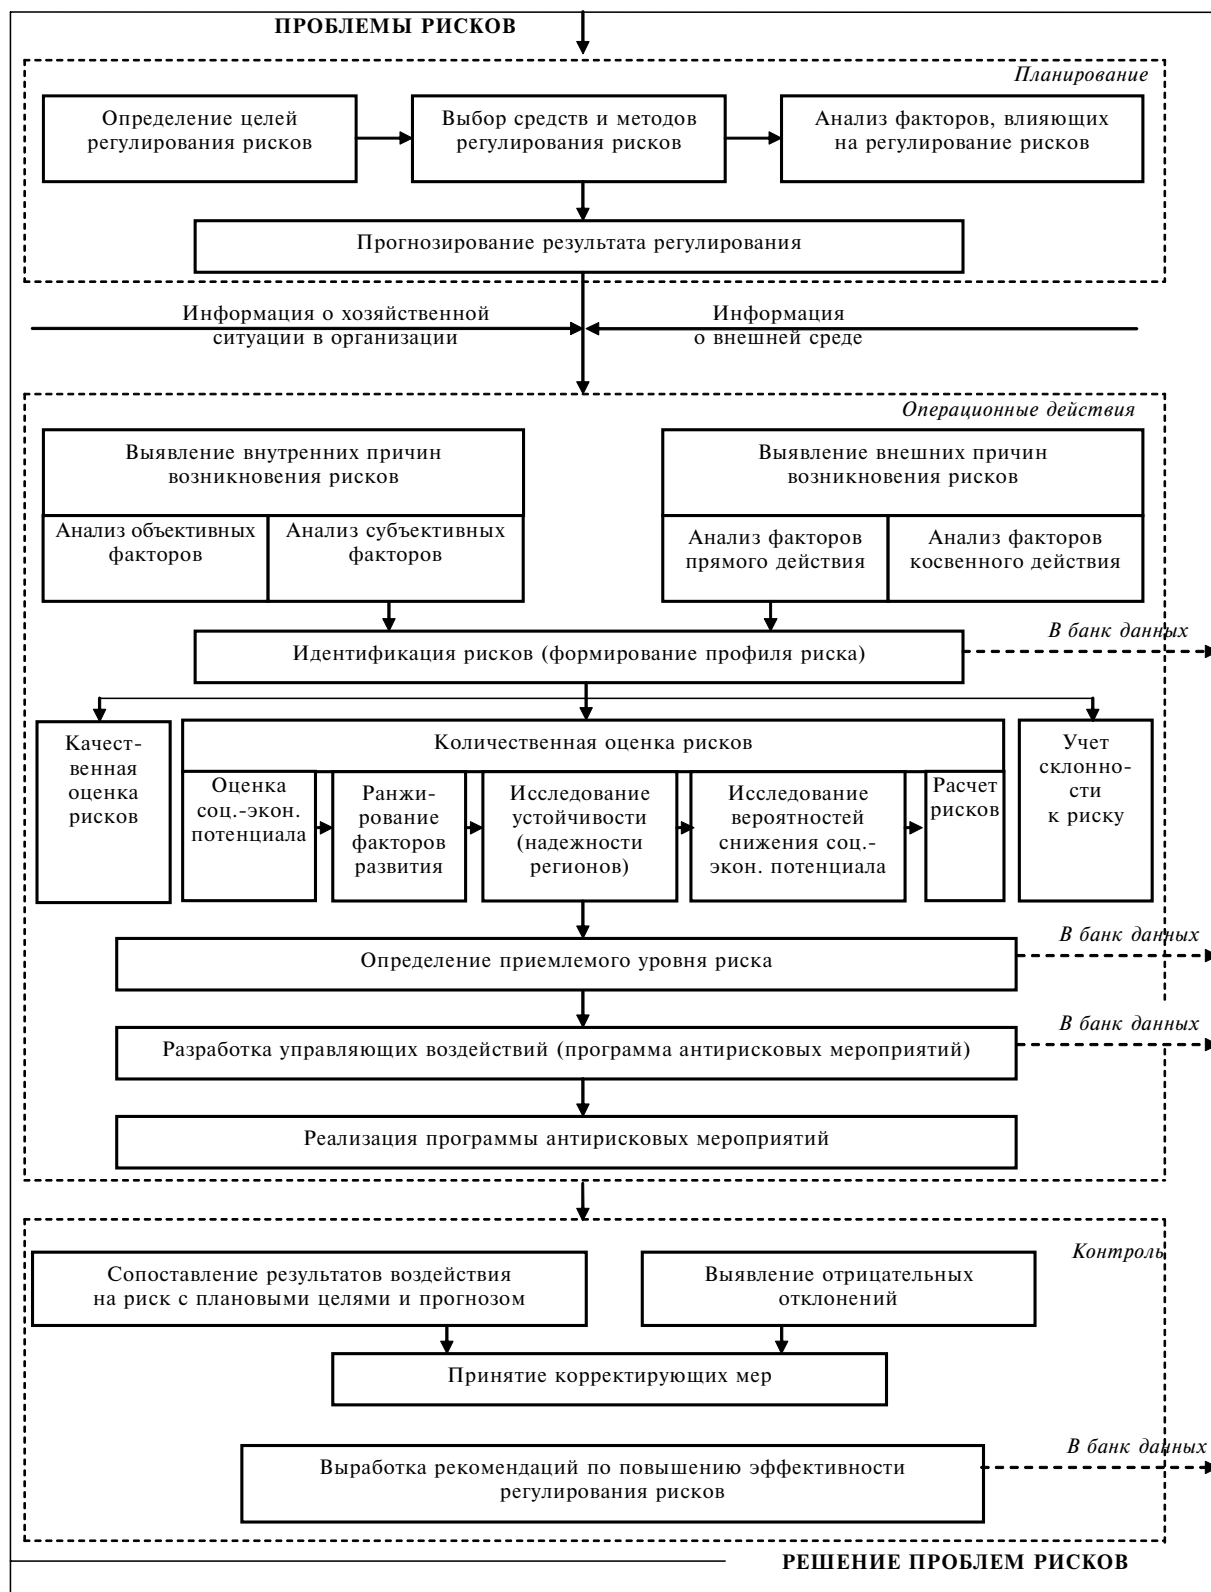 ПРОБЛЕМЫ РИСКОВ
Планирование
Определение целей
регулирования рисков
Выбор средств и методов
регулирования рисков
Анализ факторов, влияющих
на регулирование рисков
Прогнозирование результата регулирования
Информация о хозяйственной
ситуации в организации
Информация
о внешней среде
Операционные действия
Выявление внутренних причин
возникновения рисков
Анализ объективных
факторов
Анализ субъективных
факторов
Выявление внешних причин
возникновения рисков
Анализ факторов
прямого действия
Анализ факторов
косвенного действия
В банк данных
Идентификация рисков (формирование профиля риска)
Качест-
венная
оценка
рисков
Количественная оценка рисков
Оценка
соц.-экон.
потенциала
Ранжи-
рование
факторов
развития
Исследование
устойчивости
(надежности
регионов)
Исследование
вероятностей
снижения соц.-
экон. потенциала
Расчет
рисков
Учет
склонно-
сти
к риску
В банк данных
Определение приемлемого уровня риска
В банк данных
Разработка управляющих воздействий (программа антирисковых мероприятий)
Реализация программы антирисковых мероприятий
Контроль
Сопоставление результатов воздействия
на риск с плановыми целями и прогнозом
Выявление отрицательных
отклонений
Принятие корректирующих мер
В банк данных
Выработка рекомендаций по повышению эффективности
регулирования рисков
РЕШЕНИЕ ПРОБЛЕМ РИСКОВ